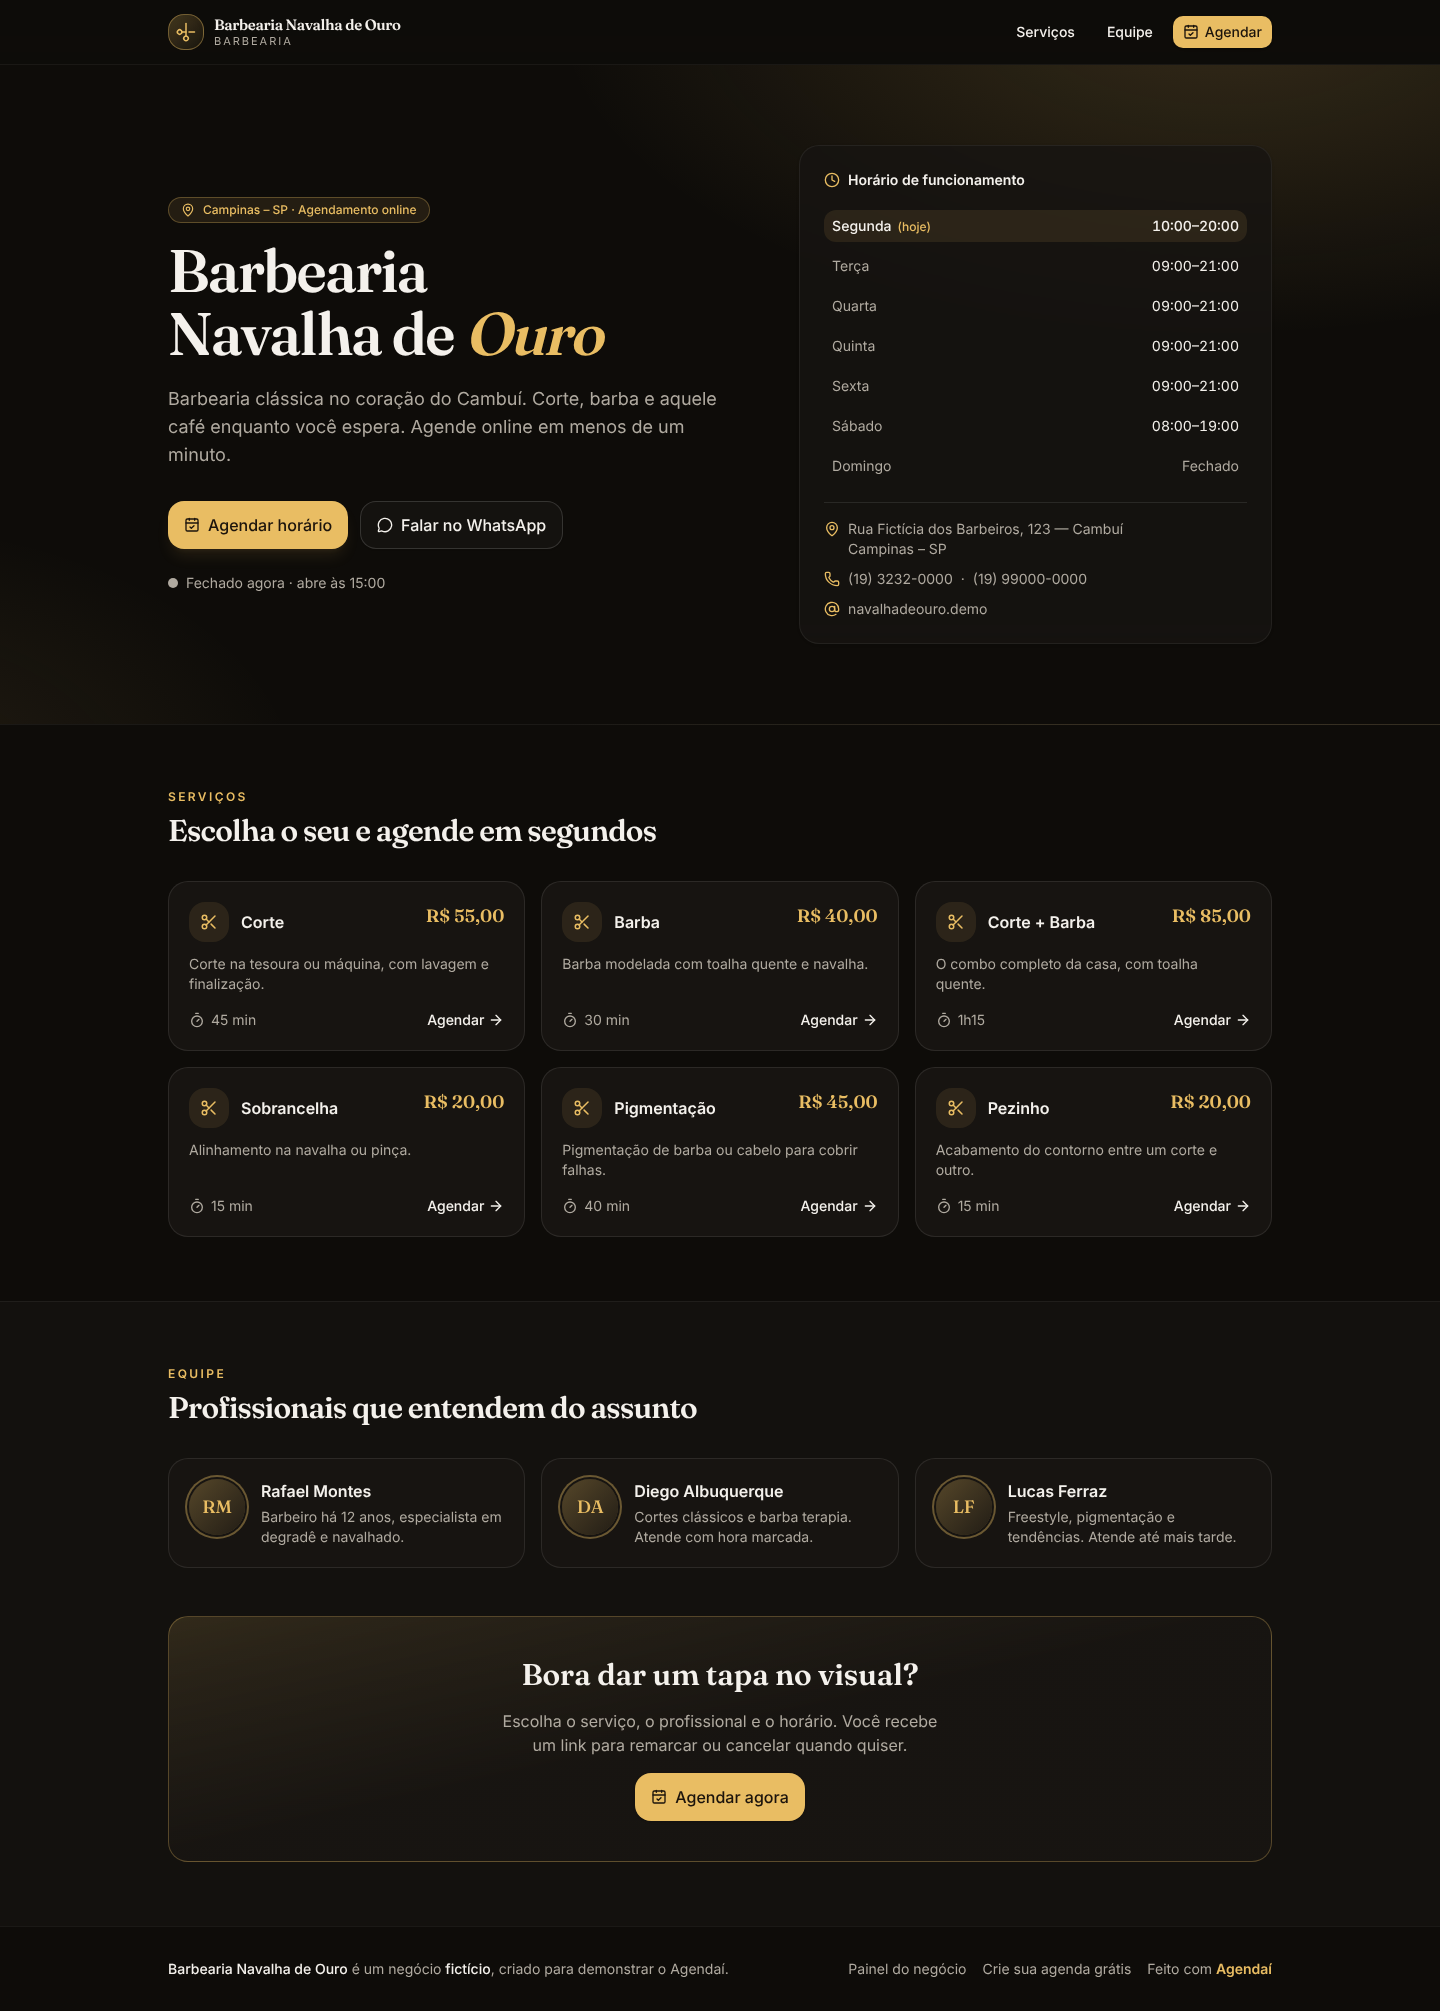 Barbearia Navalha de Ouro
BARBEARIA
Serviços
Equipe
Agendar
Campinas – SP · Agendamento online
Barbearia
Navalha de Ouro
Barbearia clássica no coração do Cambuí. Corte, barba e aquele
café enquanto você espera. Agende online em menos de um
minuto.
Agendar horário
Falar no WhatsApp
Fechado agora · abre às 15:00
Horário de funcionamento
Segunda (hoje) 10:00–20:00
Terça 09:00–21:00
Quarta 09:00–21:00
Quinta 09:00–21:00
Sexta 09:00–21:00
Sábado 08:00–19:00
Domingo Fechado
Rua Fictícia dos Barbeiros, 123 — Cambuí
Campinas – SP
(19) 3232-0000 · (19) 99000-0000
navalhadeouro.demo
SERVIÇOS
Escolha o seu e agende em segundos
Corte R$ 55,00
Corte na tesoura ou máquina, com lavagem e
finalização.
45 min Agendar
Barba R$ 40,00
Barba modelada com toalha quente e navalha.
30 min Agendar
Corte + Barba R$ 85,00
O combo completo da casa, com toalha
quente.
1h15 Agendar
Sobrancelha R$ 20,00
Alinhamento na navalha ou pinça.
15 min Agendar
Pigmentação R$ 45,00
Pigmentação de barba ou cabelo para cobrir
falhas.
40 min Agendar
Pezinho R$ 20,00
Acabamento do contorno entre um corte e
outro.
15 min Agendar
EQUIPE
Profissionais que entendem do assunto
RM
Rafael Montes
Barbeiro há 12 anos, especialista em
degradê e navalhado.
DA
Diego Albuquerque
Cortes clássicos e barba terapia.
Atende com hora marcada.
LF
Lucas Ferraz
Freestyle, pigmentação e
tendências. Atende até mais tarde.
Bora dar um tapa no visual?
Escolha o serviço, o profissional e o horário. Você recebe
um link para remarcar ou cancelar quando quiser.
Agendar agora
Barbearia Navalha de Ouro é um negócio fictício, criado para demonstrar o Agendaí.
Painel do negócio
Crie sua agenda grátis
Feito com Agendaí